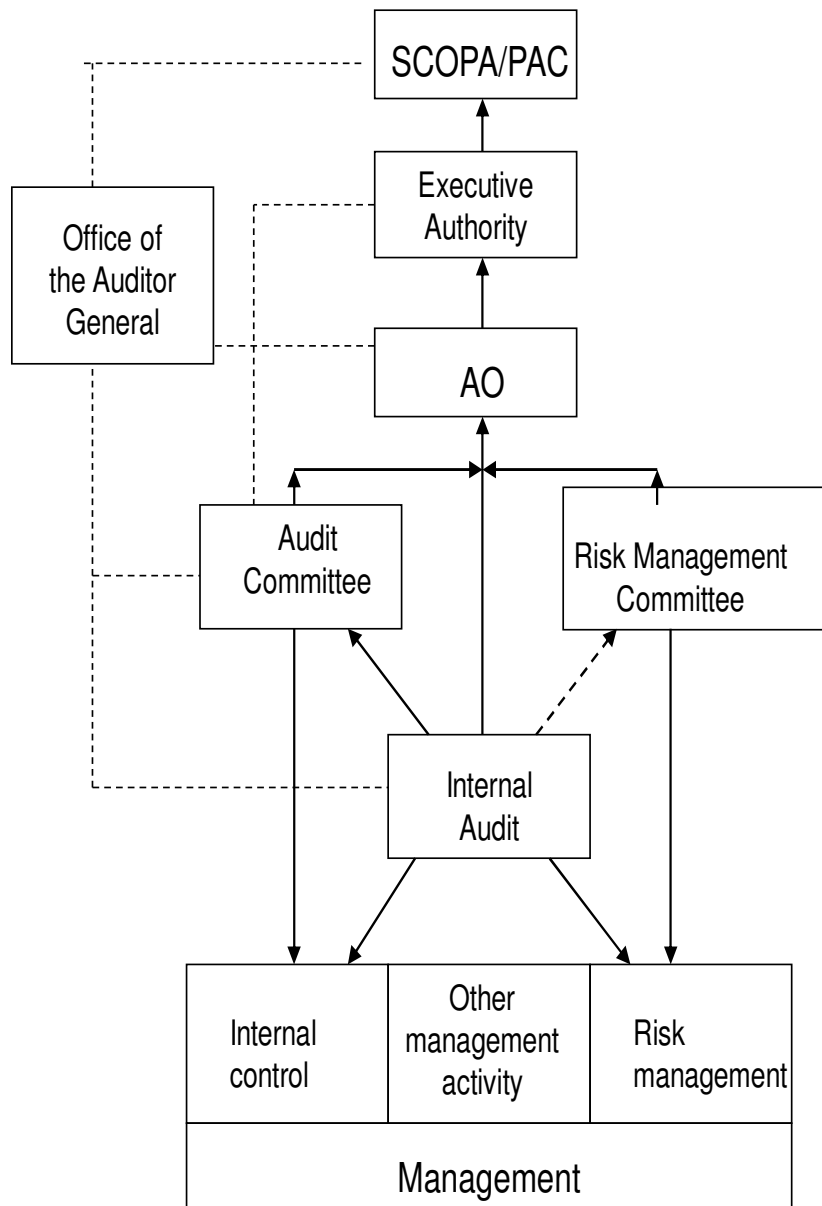 SCOPA/PAC
Executive
Authority
Office of
the Auditor
General
AO
Audit
Committee
Risk Management
Committee
Internal
Audit
Internal
control
Other
management
activity
Risk
management
Management